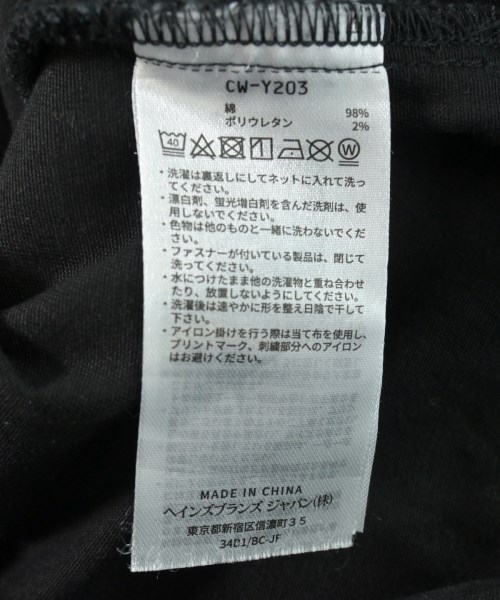 CW-Y203
綿 98%
ポリウレタン 2%
40 W
・洗濯は裏返しにしてネットに入れて洗っ
てください。
・漂白剤、蛍光増白剤を含んだ洗剤は、使
用しないでください。
・色物は他のものと一緒に洗わないでくだ
さい。
・ファスナーが付いている製品は、閉じて
洗ってください。
・水につけたまま他の洗濯物と重ね合わせ
たり、放置しないようにしてください。
・洗濯後は速やかに形を整え日陰で干して
下さい。
・アイロン掛けを行う際は当て布を使用し、
プリントマーク、刺繍部分へのアイロン
はお避けください。
MADE IN CHINA
ヘインズブランズ ジャパン(株)
東京都新宿区信濃町35
34D1/BC-JF